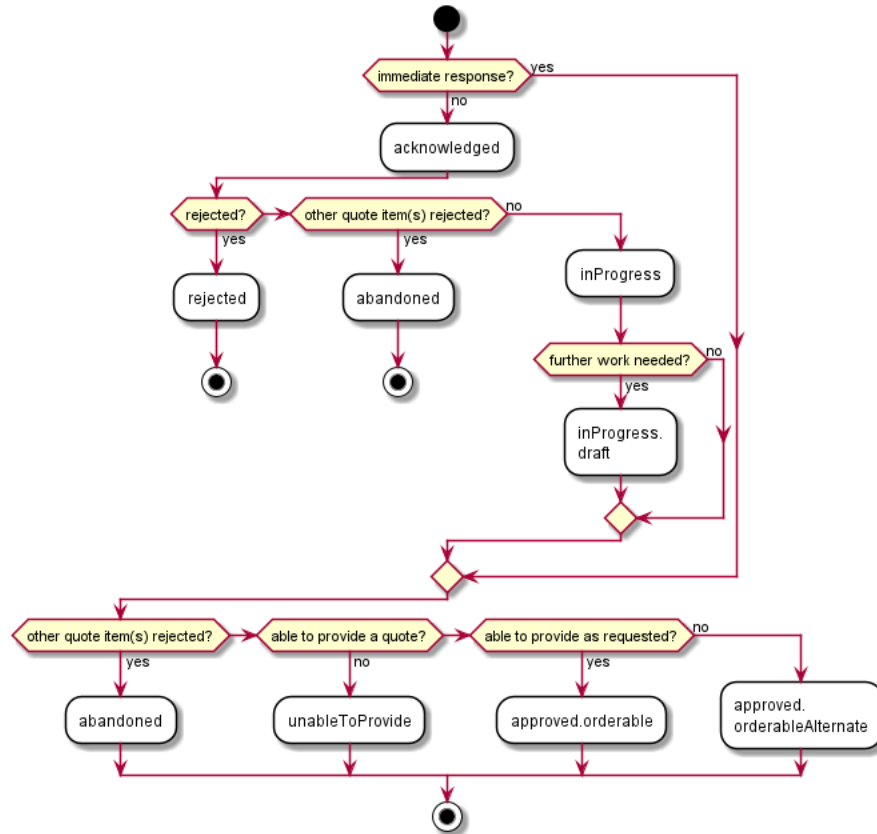 immediate response?
yes
no
acknowledged
rejected?
other quote item(s) rejected?
no
yes
yes
rejected
abandoned
inProgress
further work needed?
no
yes
inProgress.
draft
other quote item(s) rejected?
able to provide a quote?
able to provide as requested?
no
yes
no
yes
abandoned
unableToProvide
approved.orderable
approved.
orderableAlternate